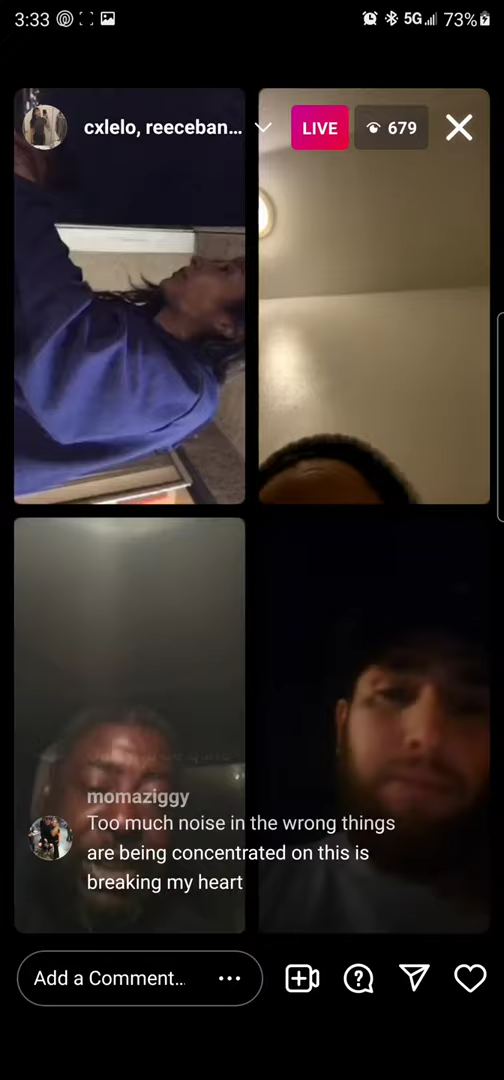 3:33
5G
73%
cxlelo, reeceban...
LIVE
679
momaziggy
Too much noise in the wrong things
are being concentrated on this is
breaking my heart
Add a Comment...